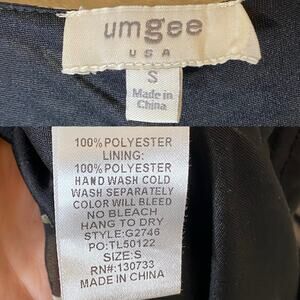 umgee
USA
S
Made in
China
100% POLYESTER
LINING:
100% POLYESTER
HAND WASH COLD
WASH SEPARATELY
COLOR WILL BLEED
NO BLEACH
HANG TO DRY
STYLE:G2746
PO:TL50122
SIZE:S
RN#:130733
MADE IN CHINA